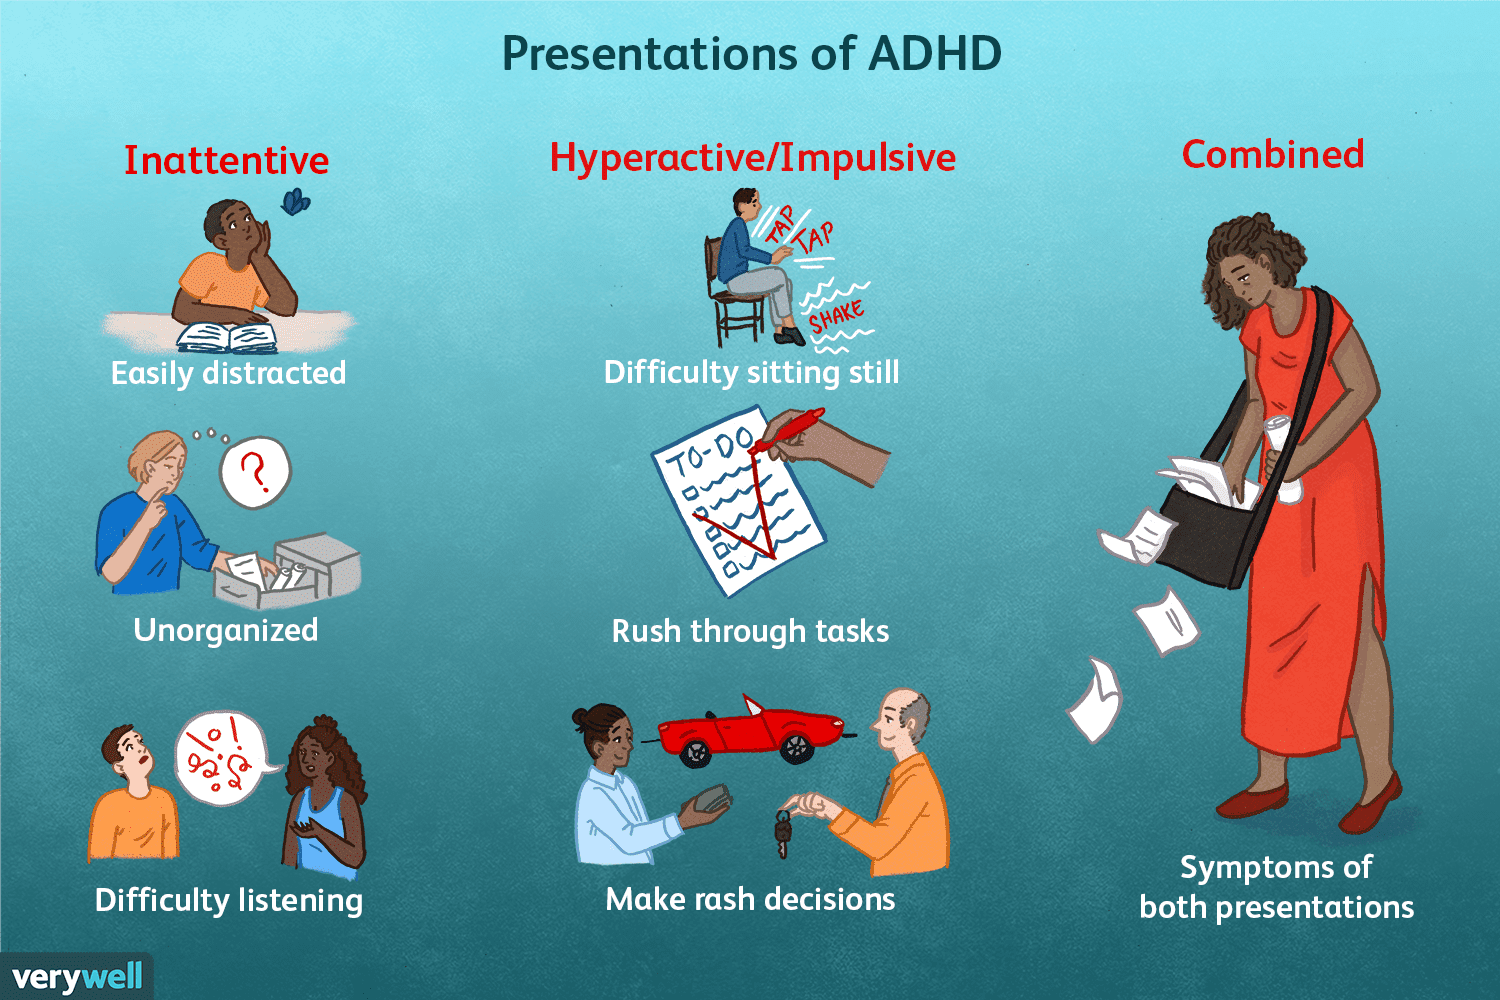 Presentations of ADHD
Inattentive
Easily distracted
?
Unorganized
Difficulty listening
Hyperactive/Impulsive
TAP
TAP
SHAKE
Difficulty sitting still
TO-DO
Rush through tasks
Make rash decisions
Combined
Symptoms of
both presentations
verywell